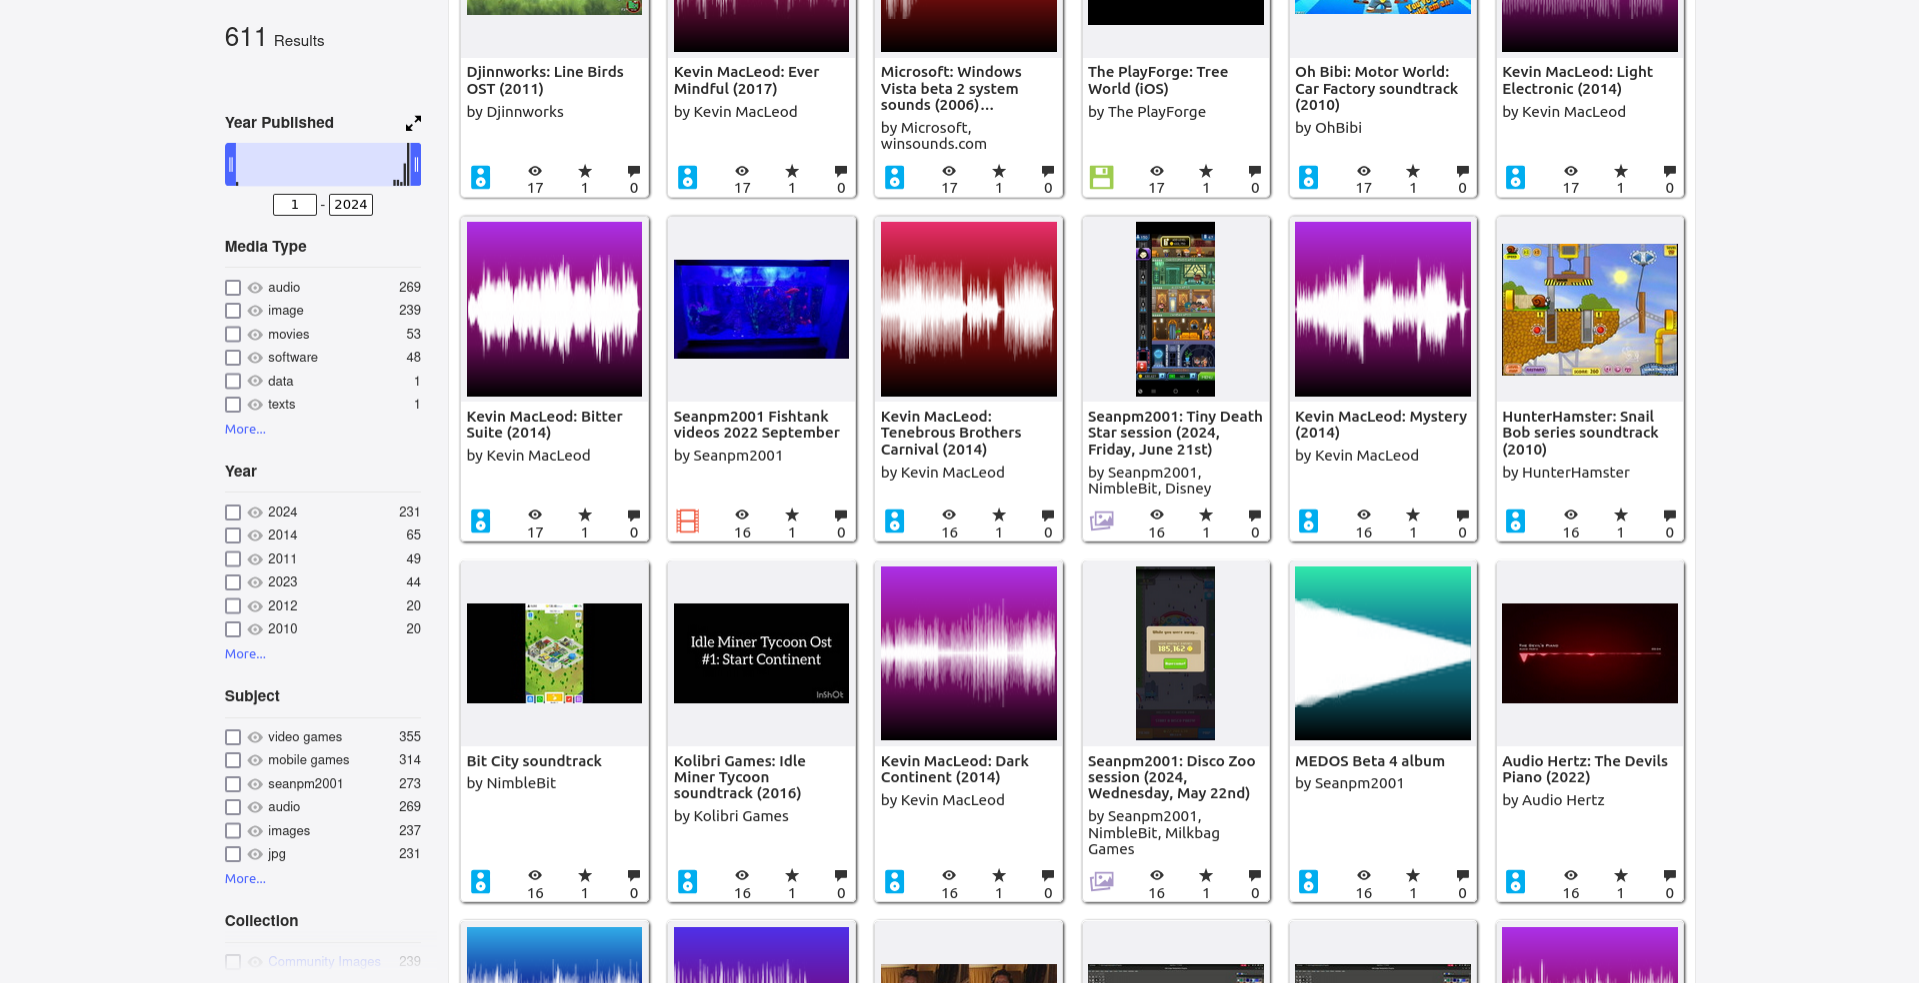 611 Results
Year Published
1 - 2024
Media Type
audio 269
image 239
movies 53
software 48
data 1
texts 1
More...
Year
2024 231
2014 65
2011 49
2023 44
2012 20
2010 20
More...
Subject
video games 355
mobile games 314
seanpm2001 273
audio 269
images 237
jpg 231
More...
Collection
Community Images 239
Djinnworks: Line Birds
OST (2011)
by Djinnworks
17 1 0
Kevin MacLeod: Ever
Mindful (2017)
by Kevin MacLeod
17 1 0
Microsoft: Windows
Vista beta 2 system
sounds (2006)...
by Microsoft,
winsounds.com
17 1 0
The PlayForge: Tree
World (iOS)
by The PlayForge
17 1 0
Oh Bibi: Motor World:
Car Factory soundtrack
(2010)
by OhBibi
17 1 0
Kevin MacLeod: Light
Electronic (2014)
by Kevin MacLeod
17 1 0
Kevin MacLeod: Bitter
Suite (2014)
by Kevin MacLeod
17 1 0
Seanpm2001 Fishtank
videos 2022 September
by Seanpm2001
16 1 0
Kevin MacLeod:
Tenebrous Brothers
Carnival (2014)
by Kevin MacLeod
16 1 0
Seanpm2001: Tiny Death
Star session (2024,
Friday, June 21st)
by Seanpm2001,
NimbleBit, Disney
16 1 0
Kevin MacLeod: Mystery
(2014)
by Kevin MacLeod
16 1 0
HunterHamster: Snail
Bob series soundtrack
(2010)
by HunterHamster
16 1 0
Bit City soundtrack
by NimbleBit
16 1 0
Idle Miner Tycoon Ost
#1: Start Continent
InShOt
Kolibri Games: Idle
Miner Tycoon
soundtrack (2016)
by Kolibri Games
16 1 0
Kevin MacLeod: Dark
Continent (2014)
by Kevin MacLeod
16 1 0
While you were away...
185,162
Seanpm2001: Disco Zoo
session (2024,
Wednesday, May 22nd)
by Seanpm2001,
NimbleBit, Milkbag
Games
16 1 0
MEDOS Beta 4 album
by Seanpm2001
16 1 0
The Devil's Piano
Audio Hertz: The Devils
Piano (2022)
by Audio Hertz
16 1 0